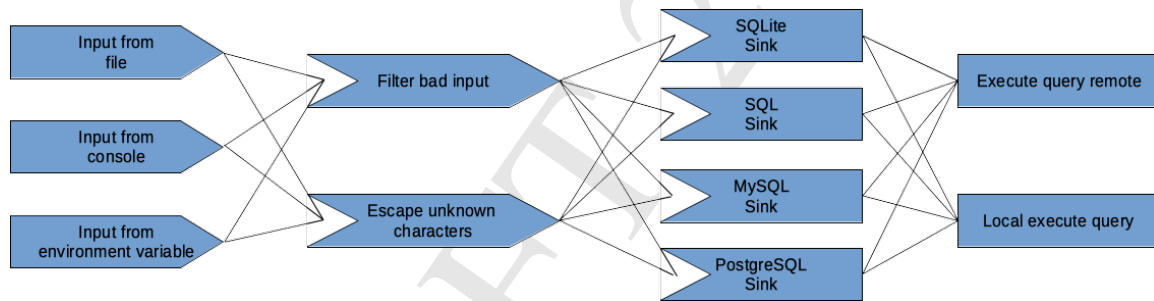 Input from
file
Input from
console
Input from
environment variable
Filter bad input
Escape unknown
characters
SQLite
Sink
SQL
Sink
MySQL
Sink
PostgreSQL
Sink
Execute query remote
Local execute query